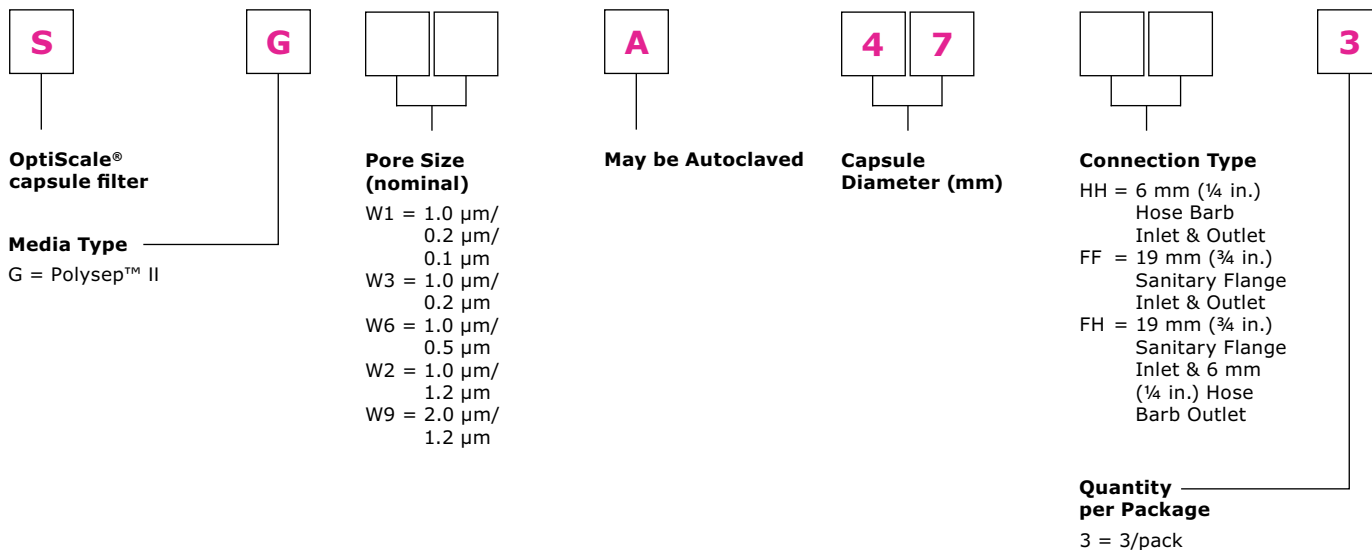 S G A 4 7 3
OptiScale®
capsule filter
Media Type
G = Polysep™ II
Pore Size
(nominal)
W1 = 1.0 µm/
0.2 µm/
0.1 µm
W3 = 1.0 µm/
0.2 µm
W6 = 1.0 µm/
0.5 µm
W2 = 1.0 µm/
1.2 µm
W9 = 2.0 µm/
1.2 µm
May be Autoclaved
Capsule
Diameter (mm)
Connection Type
HH = 6 mm (¼ in.)
Hose Barb
Inlet & Outlet
FF = 19 mm (¾ in.)
Sanitary Flange
Inlet & Outlet
FH = 19 mm (¾ in.)
Sanitary Flange
Inlet & 6 mm
(¼ in.) Hose
Barb Outlet
Quantity
per Package
3 = 3/pack